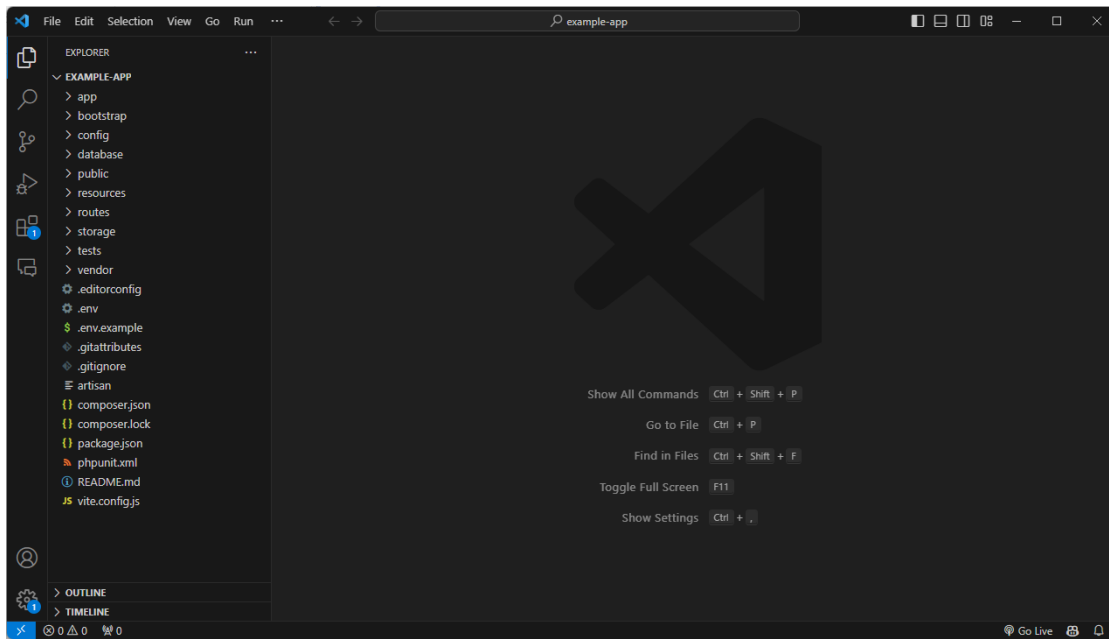 File Edit Selection View Go Run ··· example-app
EXPLORER ···
EXAMPLE-APP
app
bootstrap
config
database
public
resources
routes
storage
tests
vendor
.editorconfig
.env
$ .env.example
.gitattributes
.gitignore
artisan
{} composer.json
{} composer.lock
{} package.json
phpunit.xml
README.md
JS vite.config.js
1
Show All Commands Ctrl + Shift + P
Go to File Ctrl + P
Find in Files Ctrl + Shift + F
Toggle Full Screen F11
Show Settings Ctrl + ,
1
OUTLINE
TIMELINE
0 0 0 Go Live